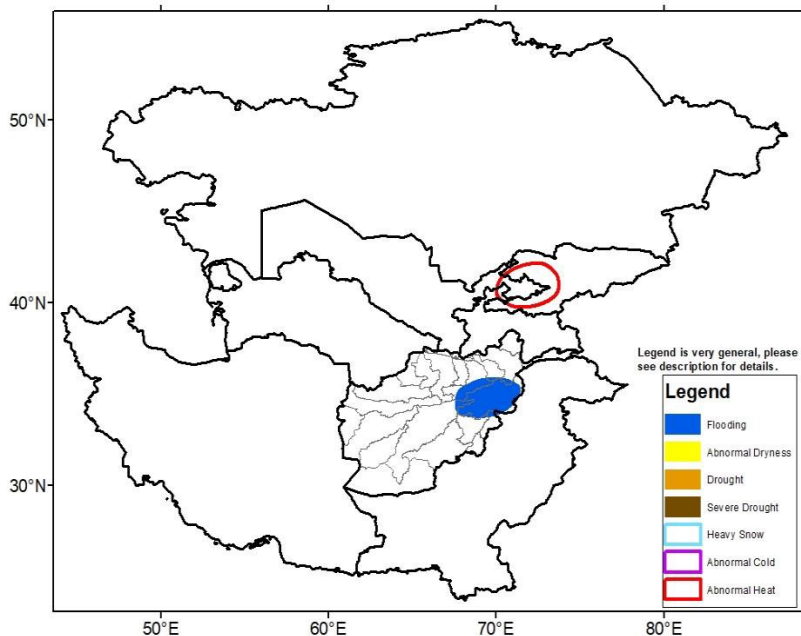 50°N
40°N
30°N
Legend is very general, please
see description for details.
Legend
Flooding
Abnormal Dryness
Drought
Severe Drought
Heavy Snow
Abnormal Cold
Abnormal Heat
50°E
60°E
70°E
80°E